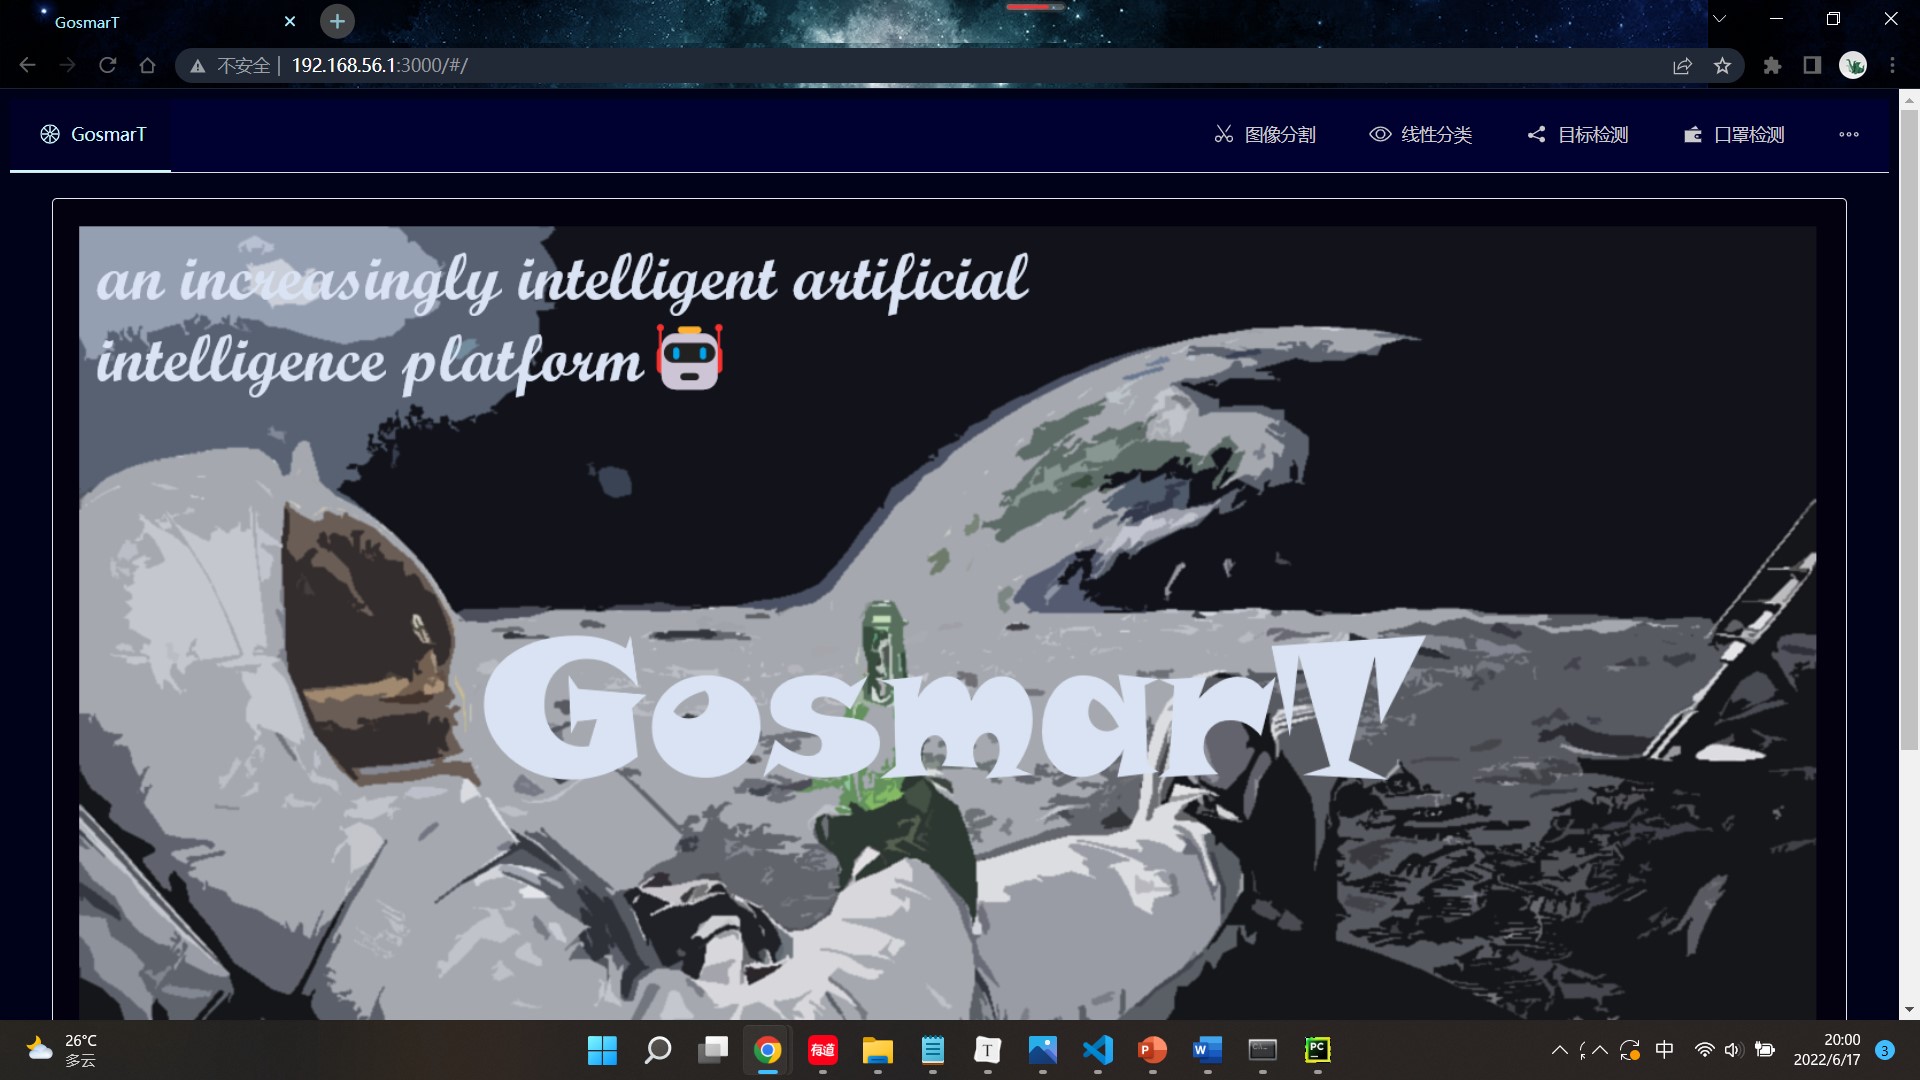 GosmarT
不安全 | 192.168.56.1:3000/#/
GosmarT
图像分割
线性分类
目标检测
口罩检测
an increasingly intelligent artificial
intelligence platform
GosmarT
26°C
多云
有道
T
P
W
PC
中
20:00
2022/6/17
3